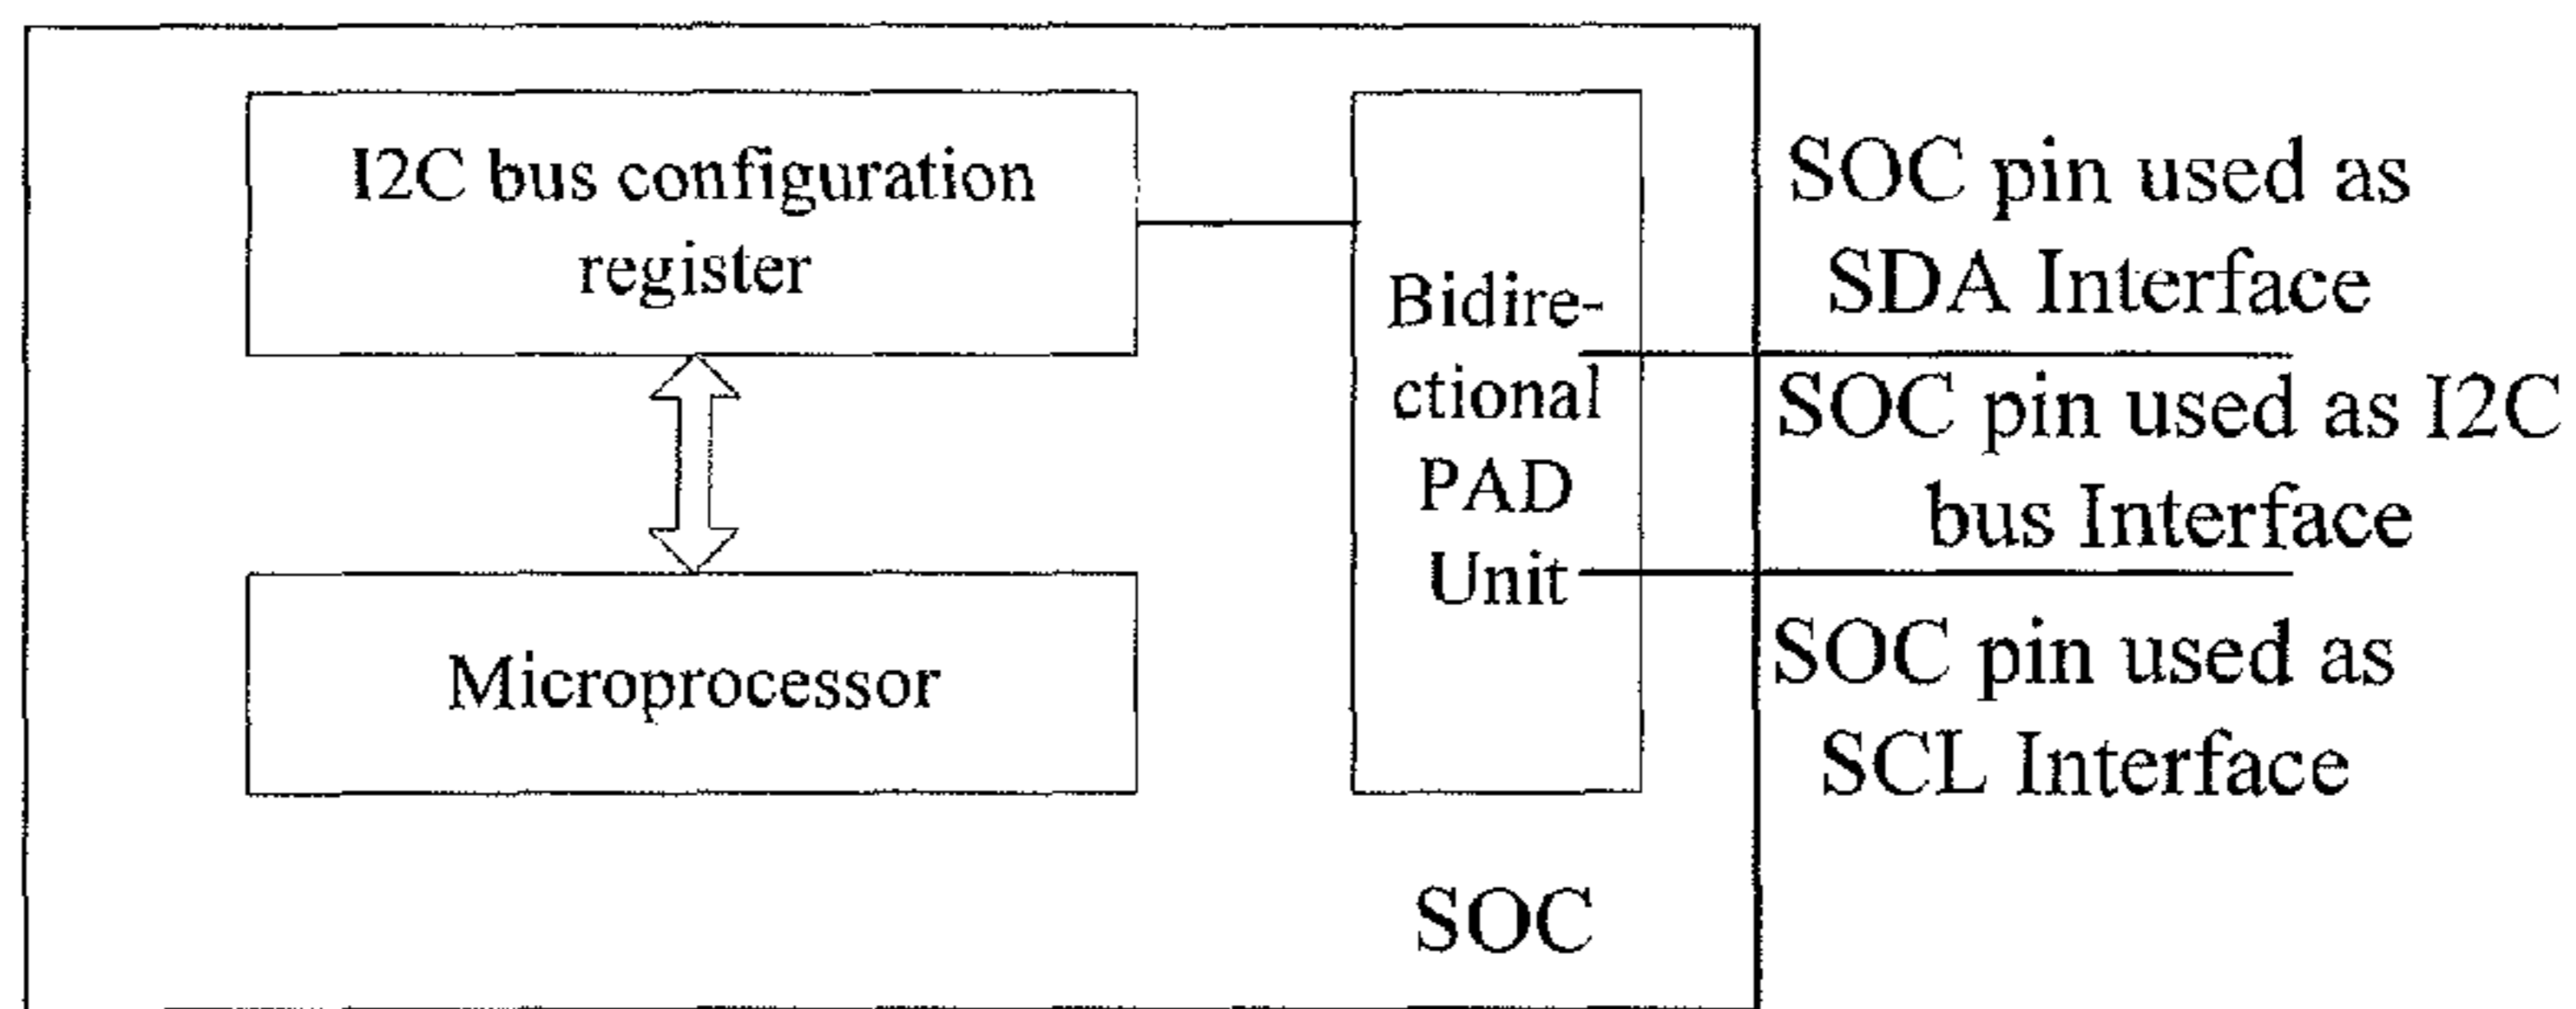 I2C bus configuration
register
Microprocessor
Bidire-
ctional
PAD
Unit
SOC
SOC pin used as
SDA Interface
SOC pin used as I2C
bus Interface
SOC pin used as
SCL Interface